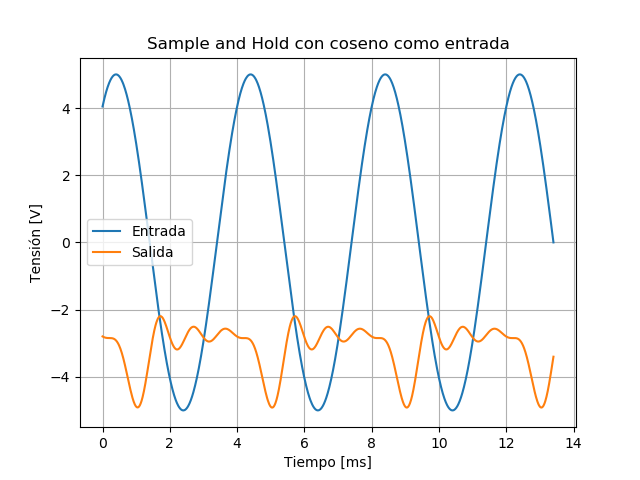 Sample and Hold con coseno como entrada
Tensión [V]
4
2
0
−2
−4
Entrada
Salida
0 2 4 6 8 10 12 14
Tiempo [ms]